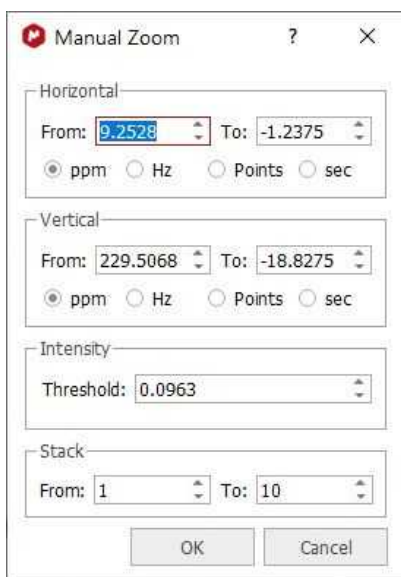 Manual Zoom ? ×
Horizontal
From: 9.2528 To: -1.2375
ppm Hz Points sec
Vertical
From: 229.5068 To: -18.8275
ppm Hz Points sec
Intensity
Threshold: 0.0963
Stack
From: 1 To: 10
OK Cancel